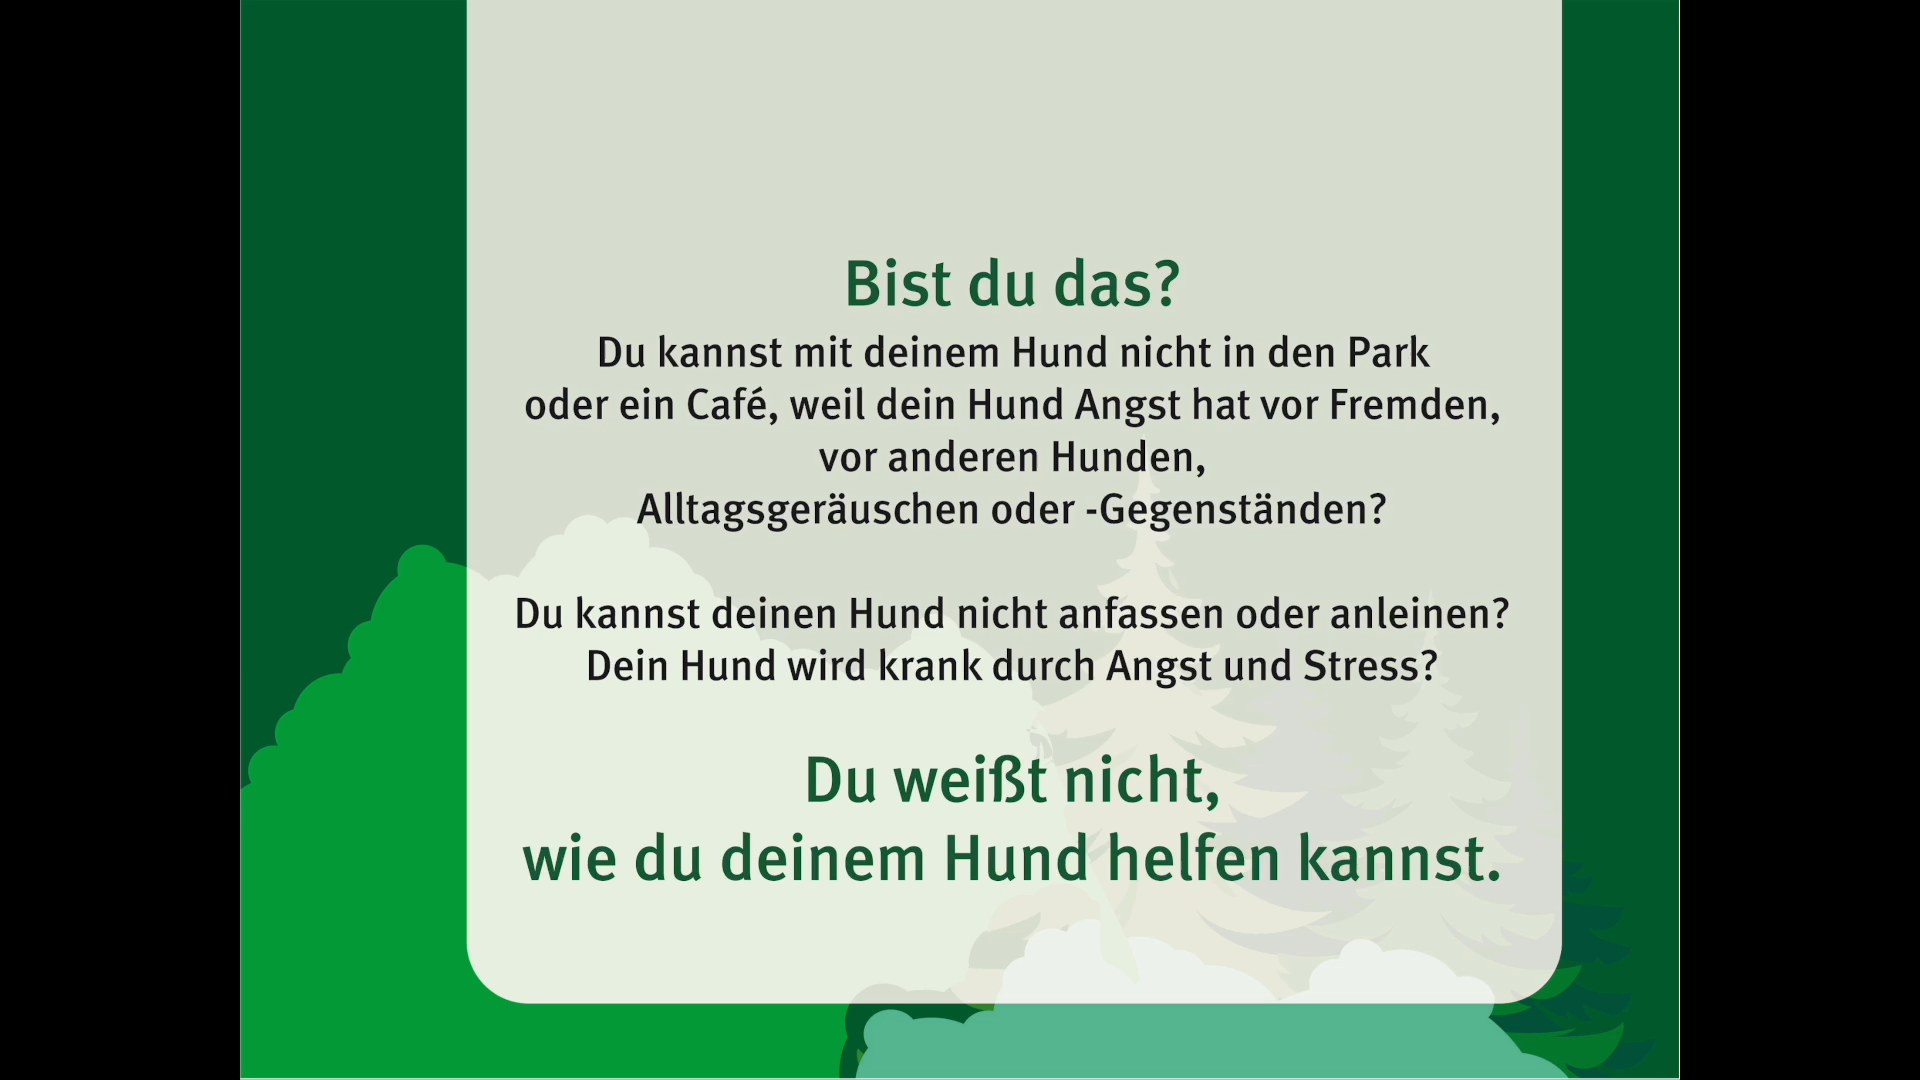 Bist du das?
Du kannst mit deinem Hund nicht in den Park
oder ein Café, weil dein Hund Angst hat vor Fremden,
vor anderen Hunden,
Alltagsgeräuschen oder -Gegenständen?
Du kannst deinen Hund nicht anfassen oder anleinen?
Dein Hund wird krank durch Angst und Stress?
Du weißt nicht,
wie du deinem Hund helfen kannst.